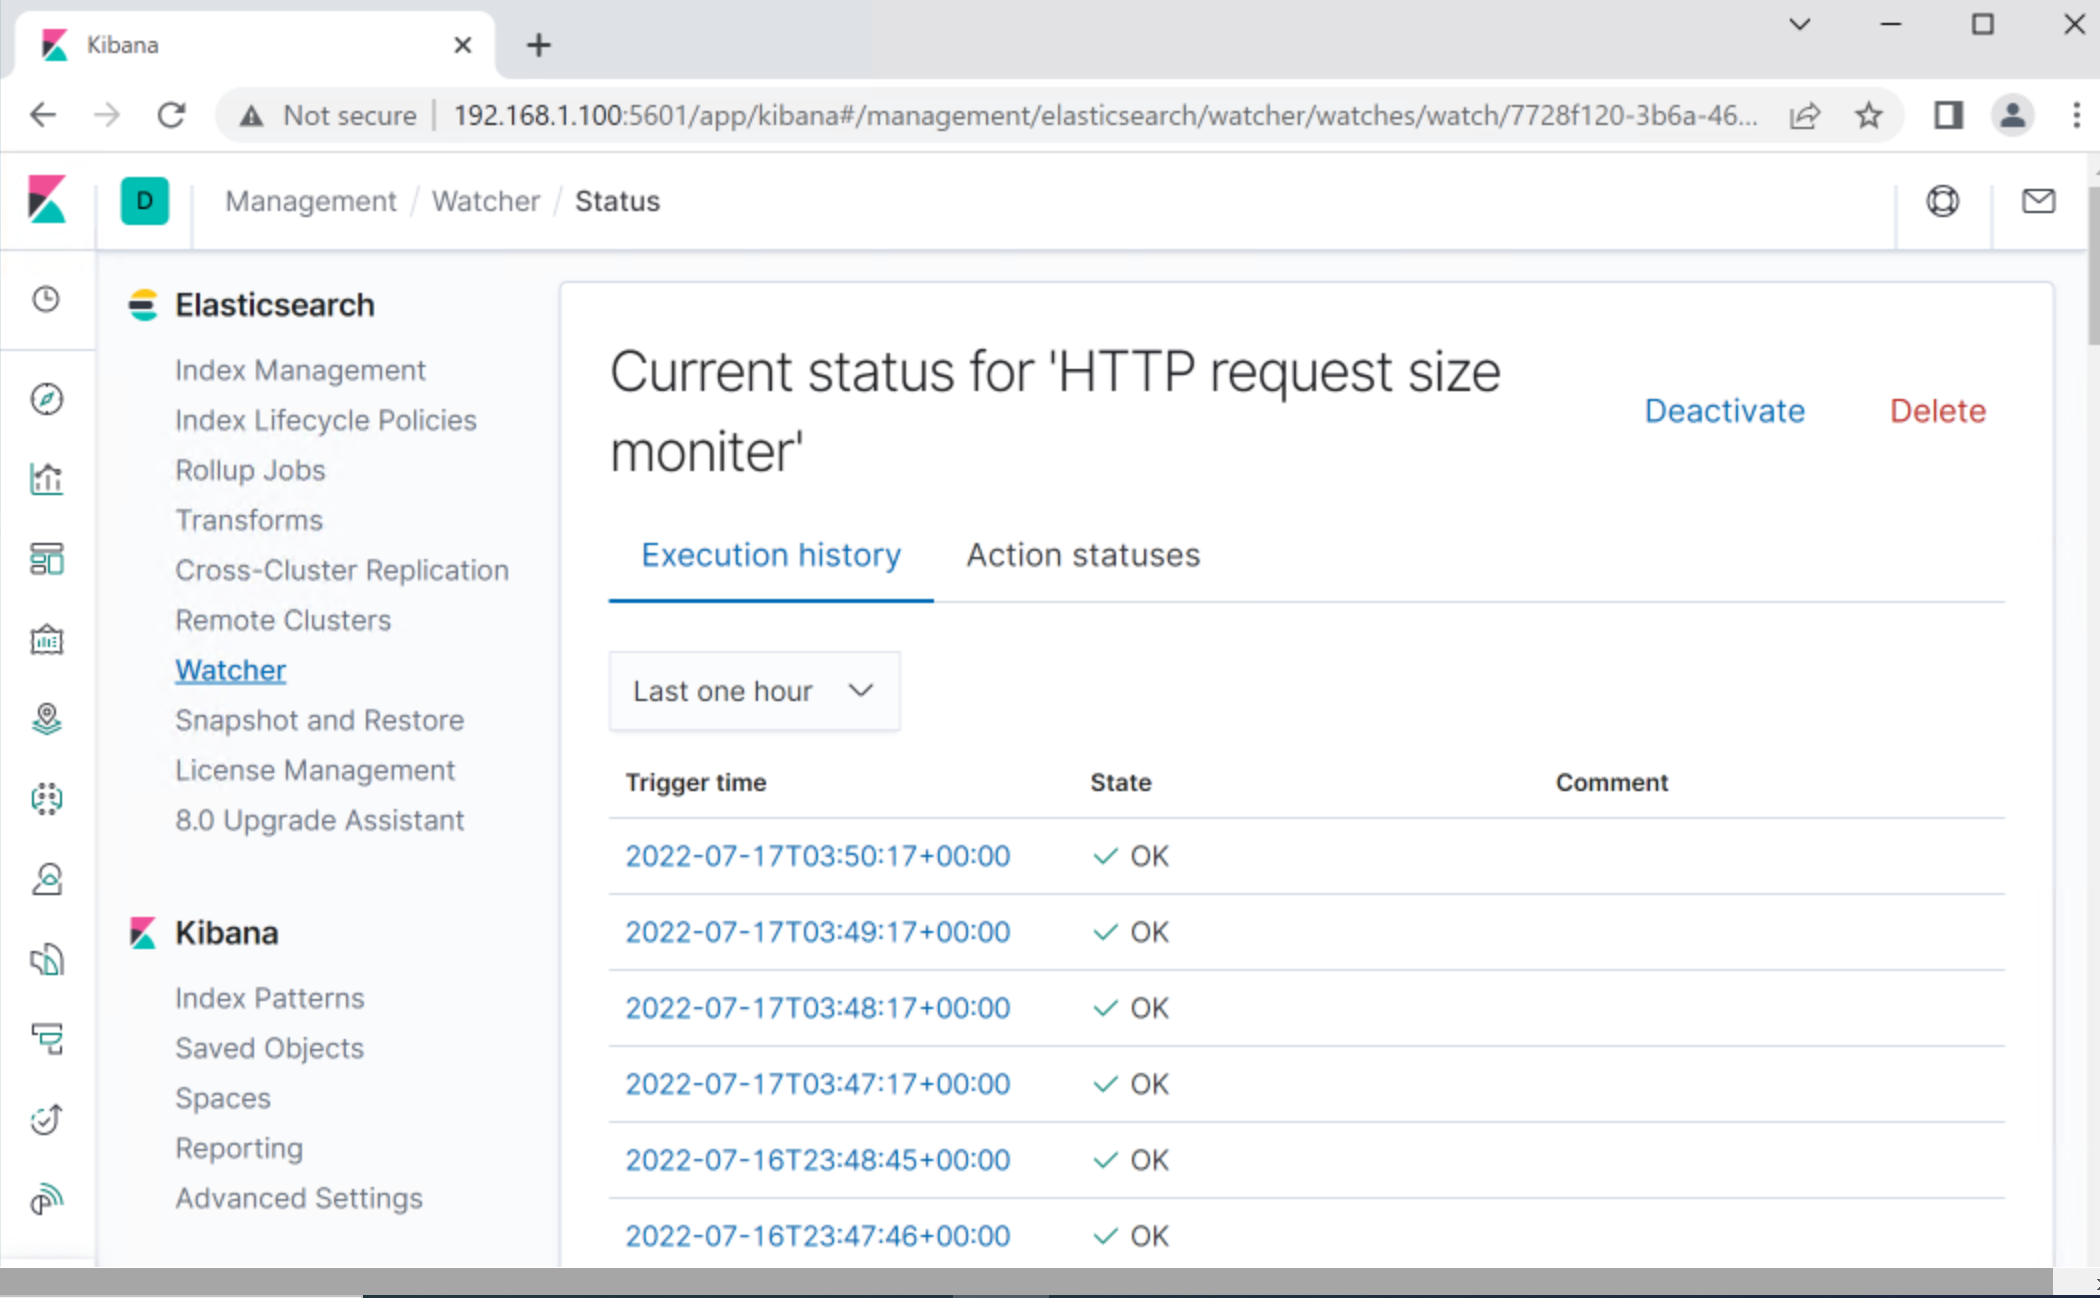 Kibana
Not secure
192.168.1.100:5601/app/kibana#/management/elasticsearch/watcher/watches/watch/7728f120-3b6a-46...
D
Management / Watcher / Status
Elasticsearch
Index Management
Index Lifecycle Policies
Rollup Jobs
Transforms
Cross-Cluster Replication
Remote Clusters
Watcher
Snapshot and Restore
License Management
8.0 Upgrade Assistant
Kibana
Index Patterns
Saved Objects
Spaces
Reporting
Advanced Settings
Current status for 'HTTP request size
moniter'
Deactivate
Delete
Execution history
Action statuses
Last one hour
Trigger time State Comment
2022-07-17T03:50:17+00:00 OK
2022-07-17T03:49:17+00:00 OK
2022-07-17T03:48:17+00:00 OK
2022-07-17T03:47:17+00:00 OK
2022-07-16T23:48:45+00:00 OK
2022-07-16T23:47:46+00:00 OK